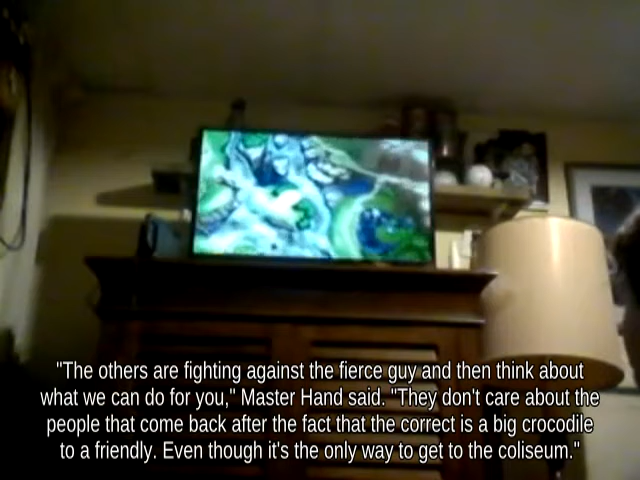 "The others are fighting against the fierce guy and then think about
what we can do for you," Master Hand said. "They don't care about the
people that come back after the fact that the correct is a big crocodile
to a friendly. Even though it's the only way to get to the coliseum."